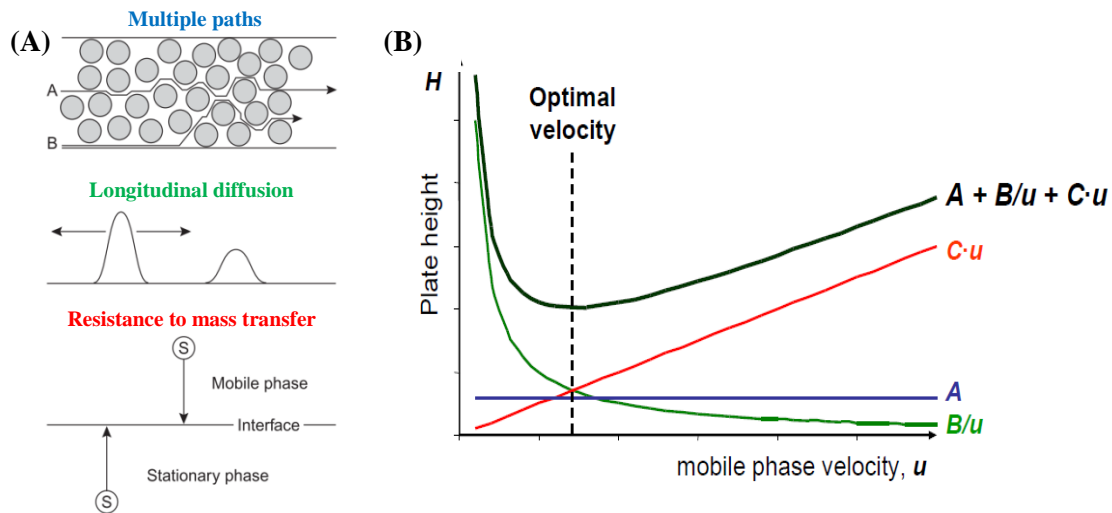 (A)
Multiple paths
A
B
Longitudinal diffusion
Resistance to mass transfer
S
Mobile phase
Interface
Stationary phase
S
(B)
H
Plate height
Optimal
velocity
A + B/u + C·u
C·u
A
B/u
mobile phase velocity, u